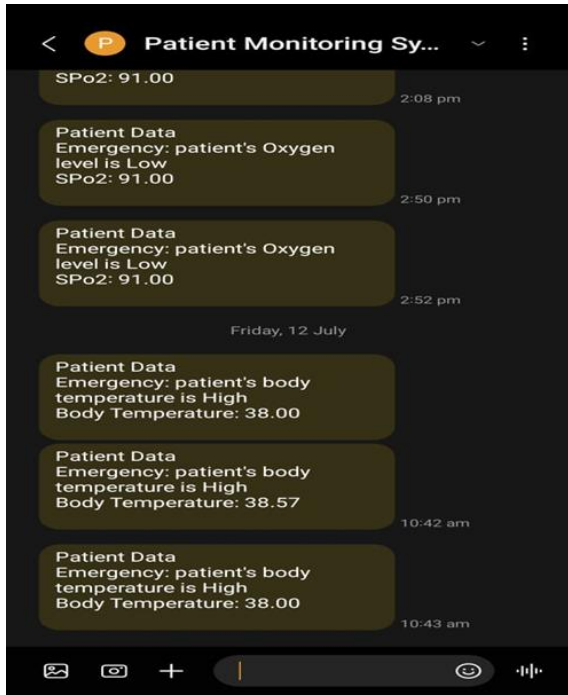 P
Patient Monitoring Sy...
SPo2: 91.00
2:08 pm
Patient Data
Emergency: patient's Oxygen
level is Low
SPo2: 91.00
2:50 pm
Patient Data
Emergency: patient's Oxygen
level is Low
SPo2: 91.00
2:52 pm
Friday, 12 July
Patient Data
Emergency: patient's body
temperature is High
Body Temperature: 38.00
Patient Data
Emergency: patient's body
temperature is High
Body Temperature: 38.57
10:42 am
Patient Data
Emergency: patient's body
temperature is High
Body Temperature: 38.00
10:43 am